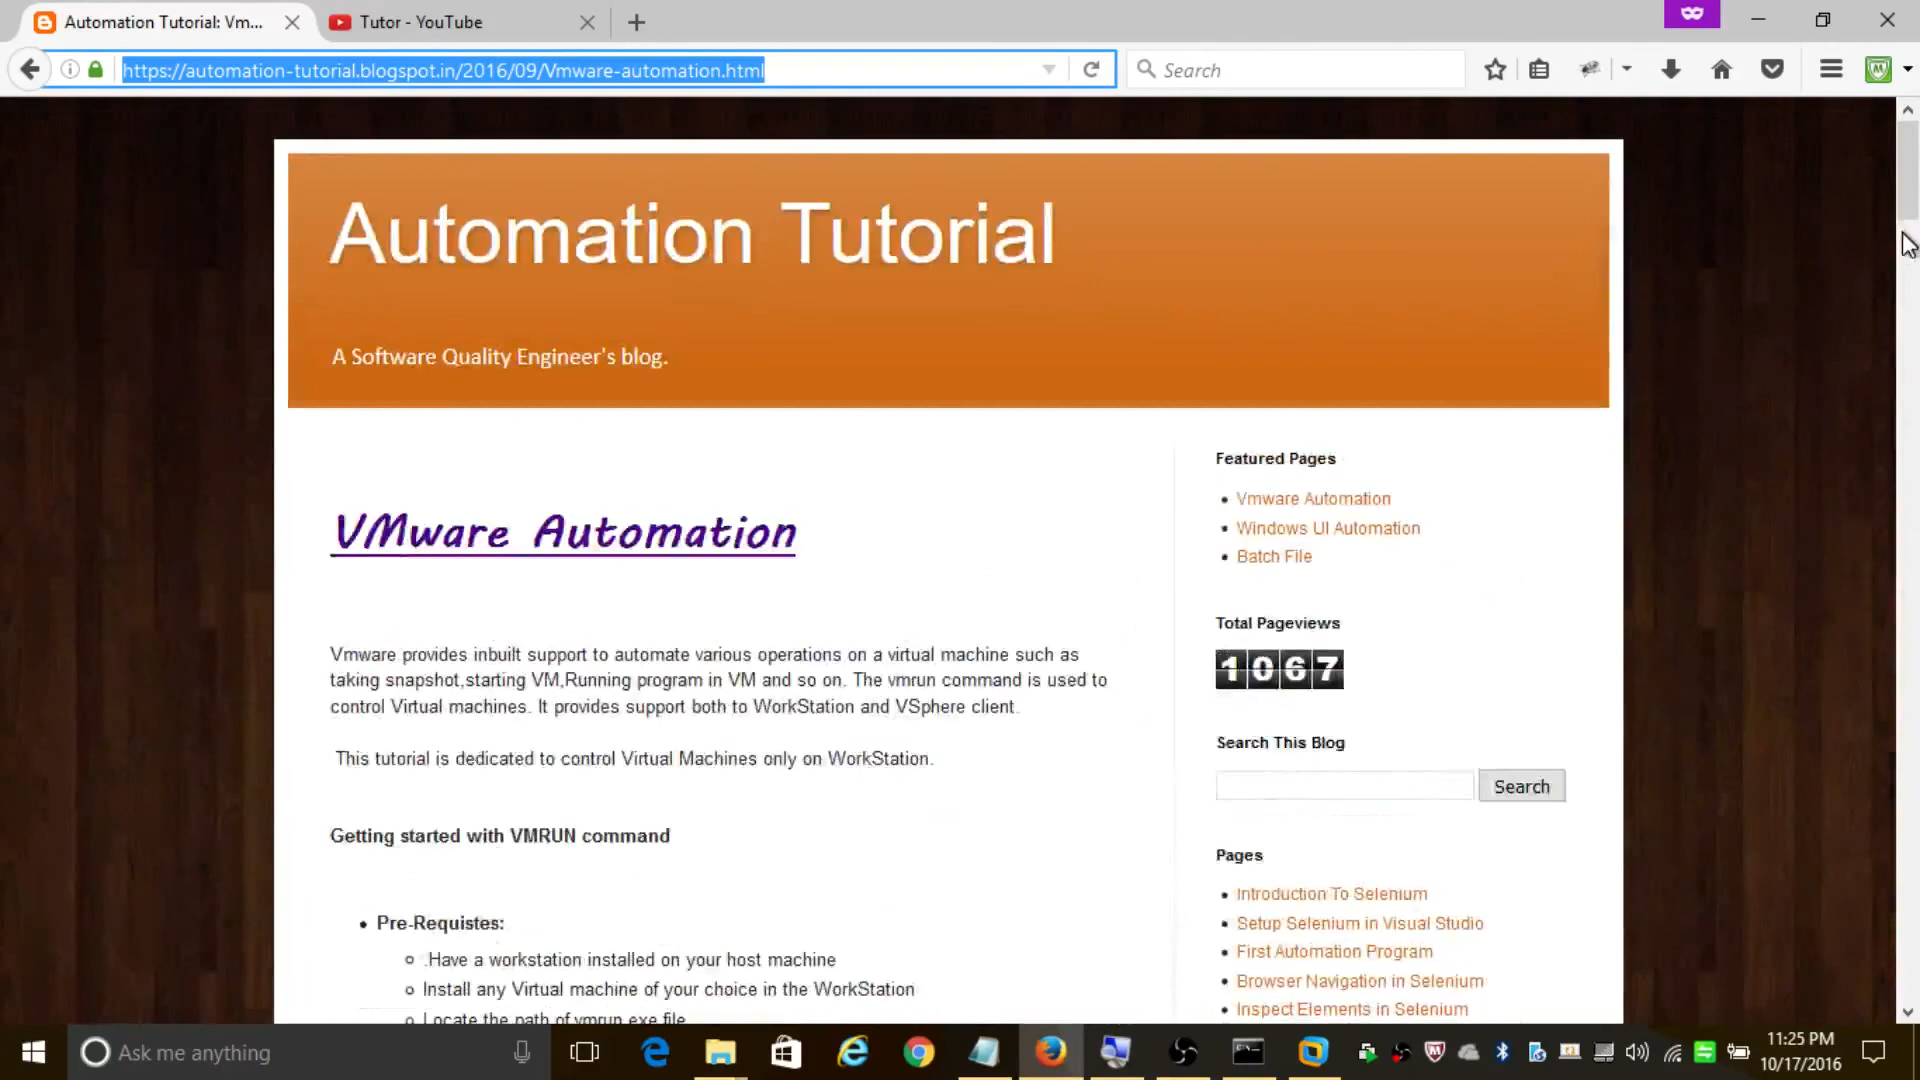 Automation Tutorial: Vm...
Tutor - YouTube
https://automation-tutorial.blogspot.in/2016/09/Vmware-automation.html
Search
Automation Tutorial
A Software Quality Engineer's blog.
VMware Automation
Vmware provides inbuilt support to automate various operations on a virtual machine such as
taking snapshot,starting VM,Running program in VM and so on. The vmrun command is used to
control Virtual machines. It provides support both to WorkStation and VSphere client.
This tutorial is dedicated to control Virtual Machines only on WorkStation.
Getting started with VMRUN command
Pre-Requistes:
.Have a workstation installed on your host machine
Install any Virtual machine of your choice in the WorkStation
Locate the path of vmrun exe file
Featured Pages
Vmware Automation
Windows UI Automation
Batch File
Total Pageviews
1067
Search This Blog
Search
Pages
Introduction To Selenium
Setup Selenium in Visual Studio
First Automation Program
Browser Navigation in Selenium
Inspect Elements in Selenium
Ask me anything
11:25 PM
10/17/2016